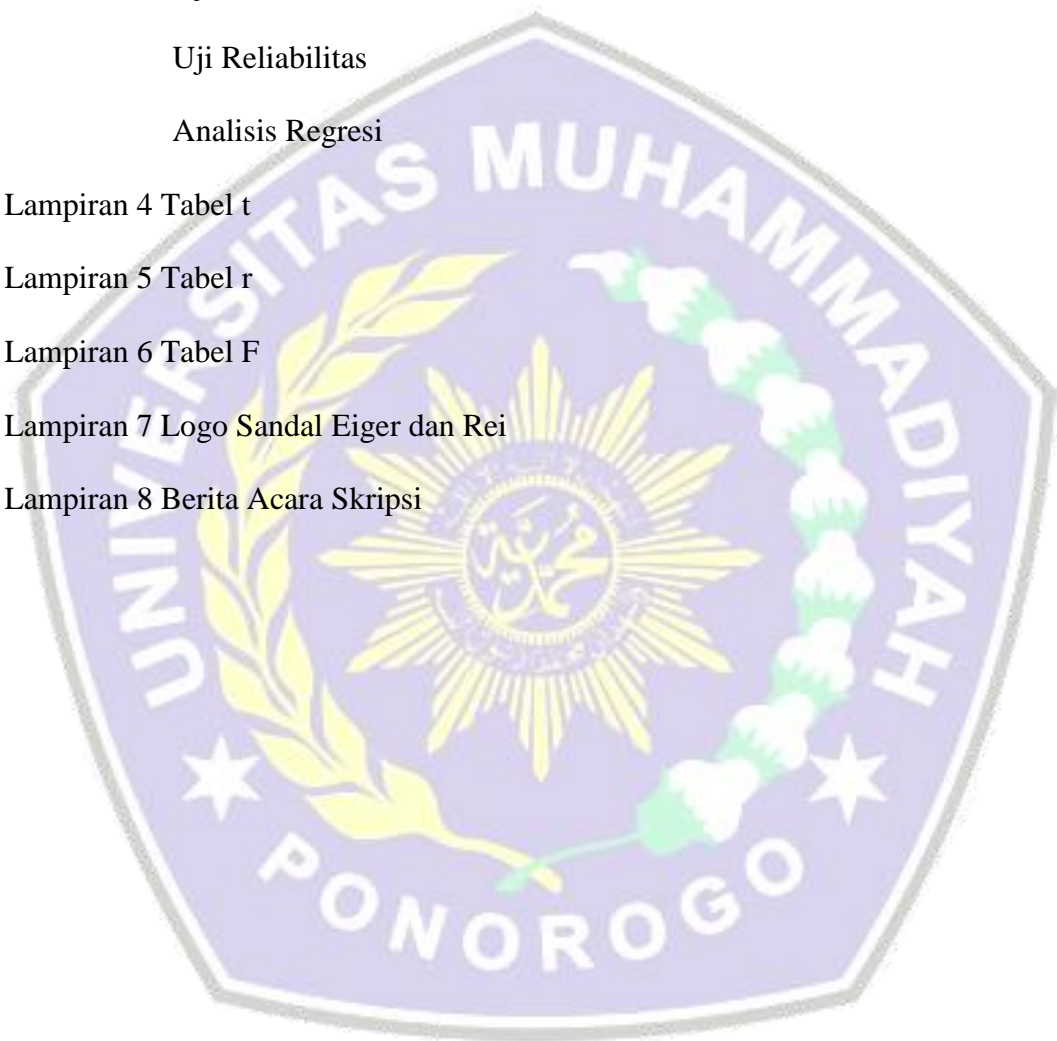 Uji Reliabilitas
Analisis Regresi
Lampiran 4 Tabel t
Lampiran 5 Tabel r
Lampiran 6 Tabel F
Lampiran 7 Logo Sandal Eiger dan Rei
Lampiran 8 Berita Acara Skripsi
UNIVERSITAS MUHAMMADIYAH
PONOROGO
محمدية